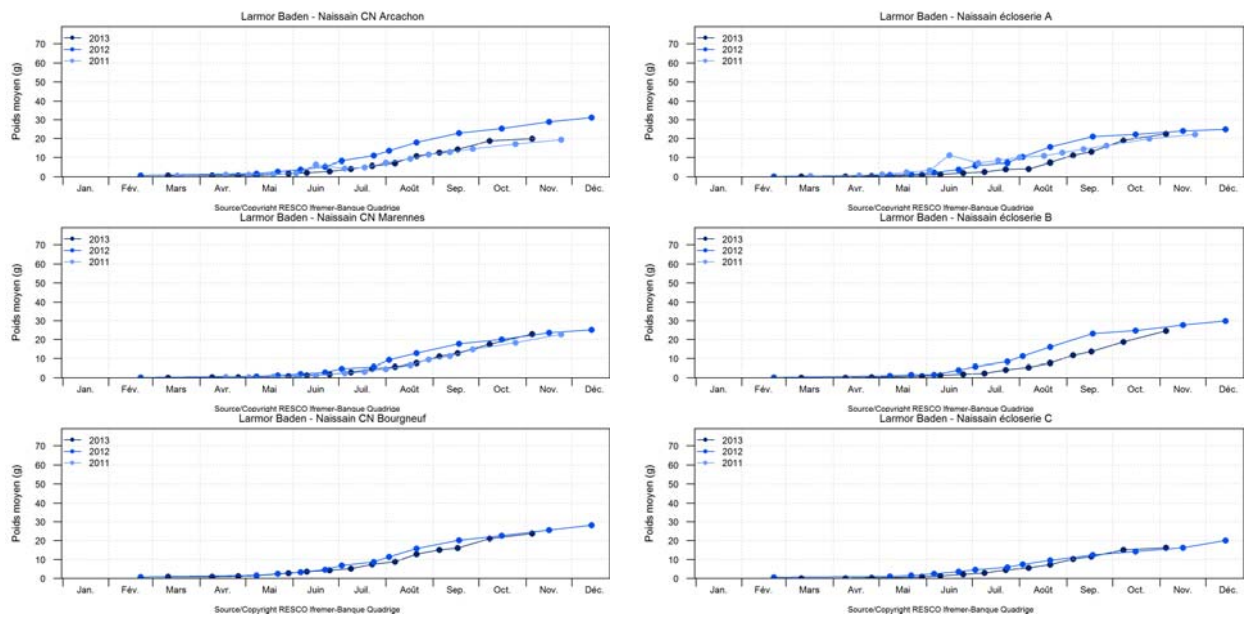 Larmor Baden - Naissain CN Arcachon
Poids moyen (g)
70
60
50
40
30
20
10
0
2013
2012
2011
Jan. Fév. Mars Avr. Mai Juin Juil. Août Sep. Oct. Nov. Déc.
Source/Copyright RESCO Ifremer-Banque Quadrige
Larmor Baden - Naissain écloserie A
Poids moyen (g)
70
60
50
40
30
20
10
0
2013
2012
2011
Jan. Fév. Mars Avr. Mai Juin Juil. Août Sep. Oct. Nov. Déc.
Source/Copyright RESCO Ifremer-Banque Quadrige
Larmor Baden - Naissain CN Marennes
Poids moyen (g)
70
60
50
40
30
20
10
0
2013
2012
2011
Jan. Fév. Mars Avr. Mai Juin Juil. Août Sep. Oct. Nov. Déc.
Source/Copyright RESCO Ifremer-Banque Quadrige
Larmor Baden - Naissain écloserie B
Poids moyen (g)
70
60
50
40
30
20
10
0
2013
2012
2011
Jan. Fév. Mars Avr. Mai Juin Juil. Août Sep. Oct. Nov. Déc.
Source/Copyright RESCO Ifremer-Banque Quadrige
Larmor Baden - Naissain CN Bourgneuf
Poids moyen (g)
70
60
50
40
30
20
10
0
2013
2012
2011
Jan. Fév. Mars Avr. Mai Juin Juil. Août Sep. Oct. Nov. Déc.
Source/Copyright RESCO Ifremer-Banque Quadrige
Larmor Baden - Naissain écloserie C
Poids moyen (g)
70
60
50
40
30
20
10
0
2013
2012
2011
Jan. Fév. Mars Avr. Mai Juin Juil. Août Sep. Oct. Nov. Déc.
Source/Copyright RESCO Ifremer-Banque Quadrige